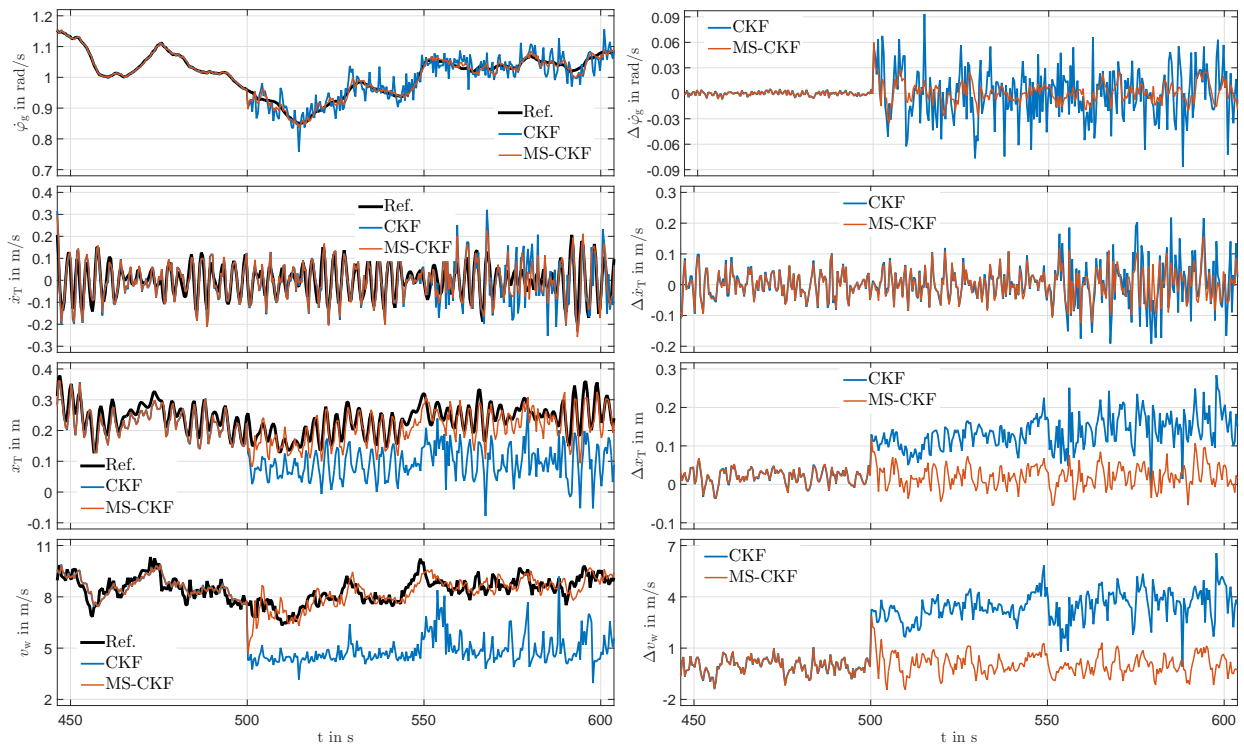 1.2
1.1
1
0.9
0.8
0.7
φ̇g in rad/s
Ref.
CKF
MS-CKF
0.09
0.06
0.03
0
-0.03
-0.06
-0.09
Δφ̇g in rad/s
CKF
MS-CKF
0.4
0.3
0.2
0.1
0
-0.1
-0.2
-0.3
ẋT in m/s
Ref.
CKF
MS-CKF
0.3
0.2
0.1
0
-0.1
-0.2
ΔẋT in m/s
CKF
MS-CKF
0.4
0.3
0.2
0.1
0
-0.1
xT in m
Ref.
CKF
MS-CKF
0.3
0.2
0.1
0
-0.1
ΔxT in m
CKF
MS-CKF
11
8
5
2
vw in m/s
Ref.
CKF
MS-CKF
450
500
550
600
t in s
7
4
1
-2
Δvw in m/s
CKF
MS-CKF
450
500
550
600
t in s